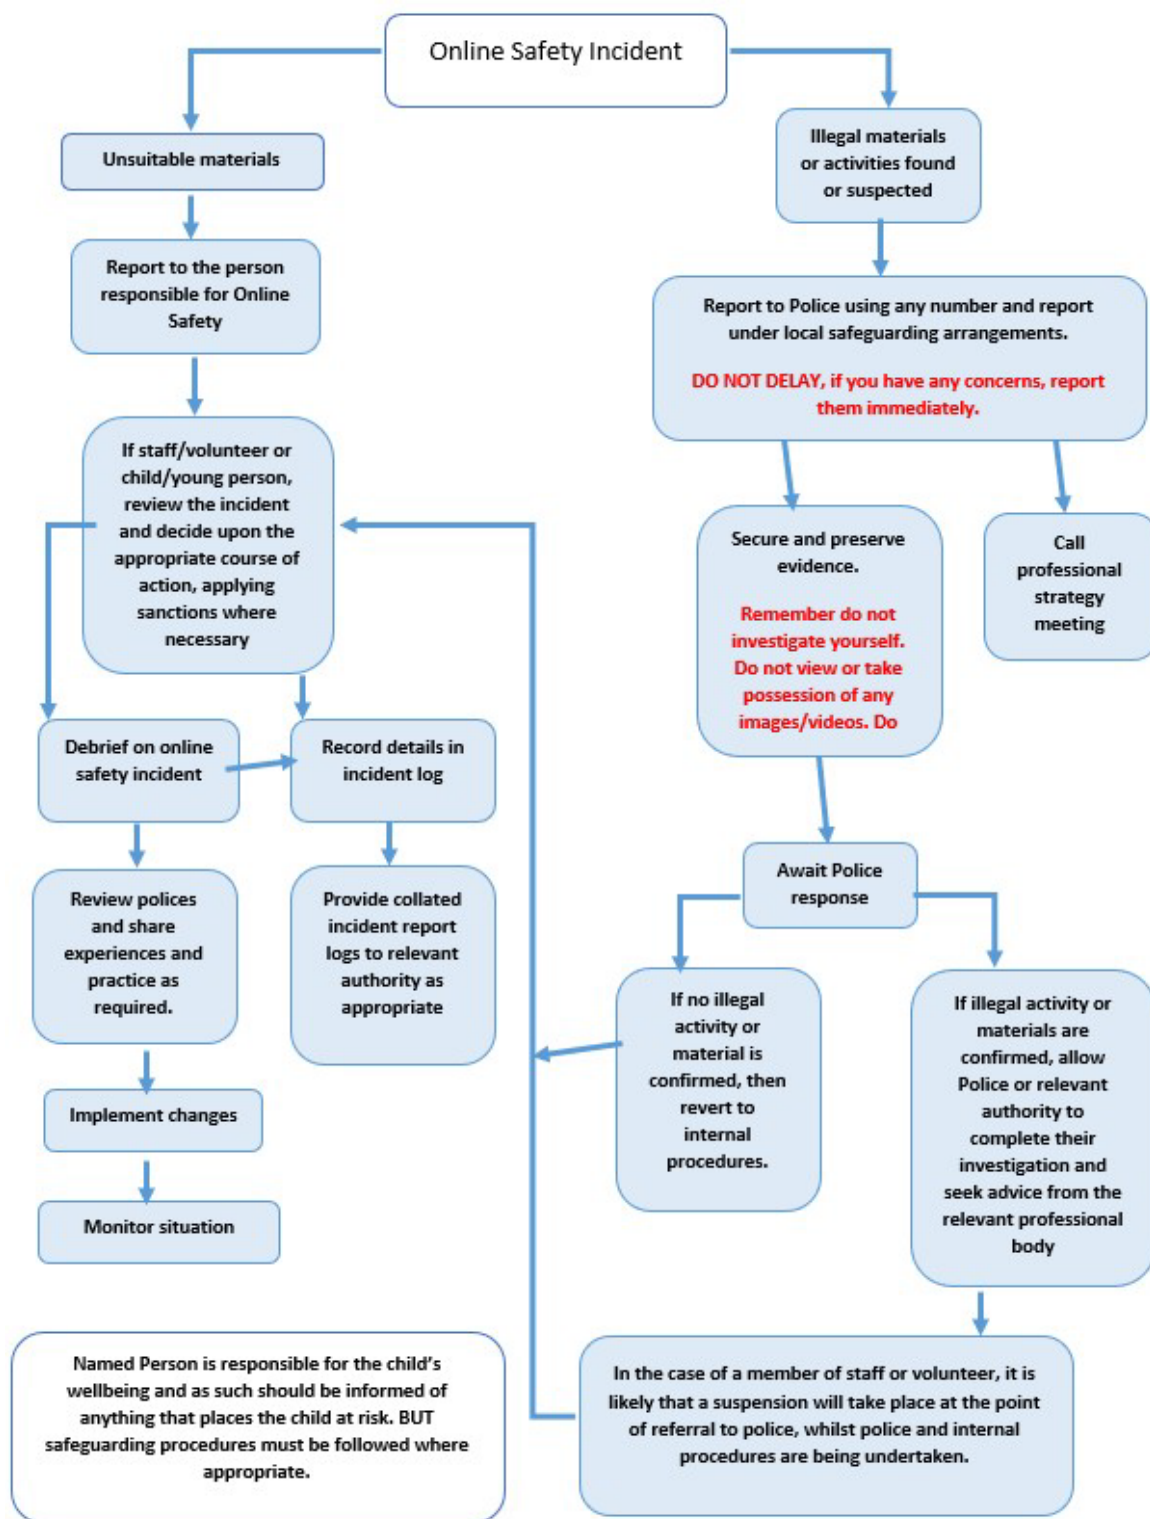 Online Safety Incident
Unsuitable materials
Illegal materials
or activities found
or suspected
Report to the person
responsible for Online
Safety
Report to Police using any number and report
under local safeguarding arrangements.
DO NOT DELAY, if you have any concerns, report
them immediately.
If staff/volunteer or
child/young person,
review the incident
and decide upon the
appropriate course of
action, applying
sanctions where
necessary
Secure and preserve
evidence.
Remember do not
investigate yourself.
Do not view or take
possession of any
images/videos. Do
Call
professional
strategy
meeting
Debrief on online
safety incident
Record details in
incident log
Await Police
response
Review polices
and share
experiences and
practice as
required.
Provide collated
incident report
logs to relevant
authority as
appropriate
If no illegal
activity or
material is
confirmed, then
revert to
internal
procedures.
If illegal activity or
materials are
confirmed, allow
Police or relevant
authority to
complete their
investigation and
seek advice from the
relevant professional
body
Implement changes
Monitor situation
Named Person is responsible for the child's
wellbeing and as such should be informed of
anything that places the child at risk. BUT
safeguarding procedures must be followed where
appropriate.
In the case of a member of staff or volunteer, it is
likely that a suspension will take place at the point
of referral to police, whilst police and internal
procedures are being undertaken.